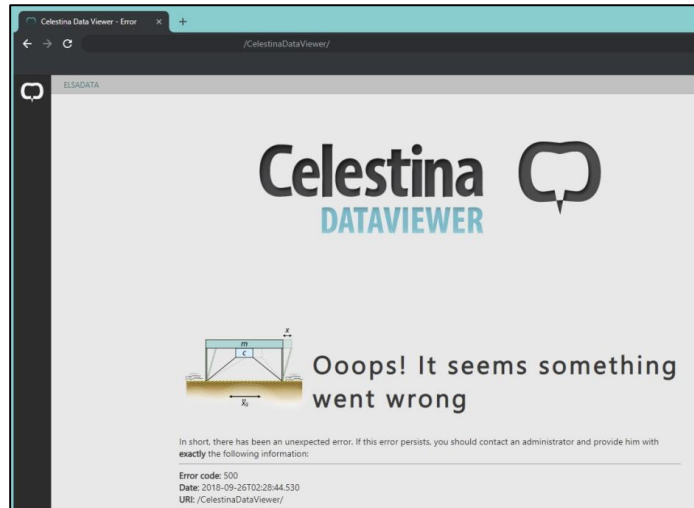 Celestina Data Viewer - Error
/CelestinaDataViewer/
ELSADATA
Celestina
DATAVIEWER
x
m
c
ẍg
Ooops! It seems something
went wrong
In short, there has been an unexpected error. If this error persists, you should contact an administrator and provide him with
exactly the following information:
Error code: 500
Date: 2018-09-26T02:28:44.530
URI: /CelestinaDataViewer/